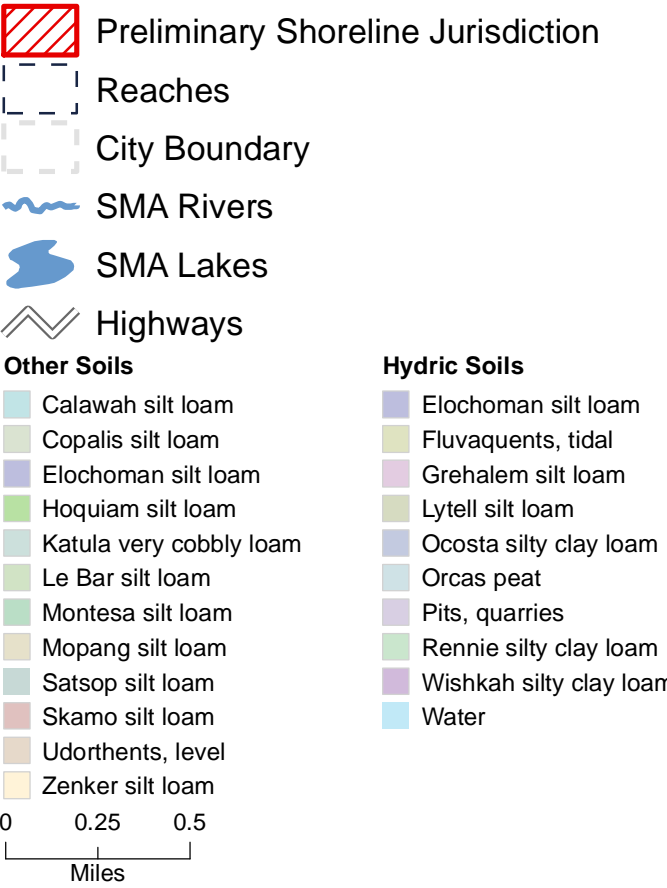 Preliminary Shoreline Jurisdiction
Reaches
City Boundary
SMA Rivers
SMA Lakes
Highways
Other Soils
Calawah silt loam
Copalis silt loam
Elochoman silt loam
Hoquiam silt loam
Katula very cobbly loam
Le Bar silt loam
Montesa silt loam
Mopang silt loam
Satsop silt loam
Skamo silt loam
Udorthents, level
Zenker silt loam
Hydric Soils
Elochoman silt loam
Fluvaquents, tidal
Grehalem silt loam
Lytell silt loam
Ocosta silty clay loam
Orcas peat
Pits, quarries
Rennie silty clay loam
Wishkah silty clay loam
Water
0 0.25 0.5
Miles